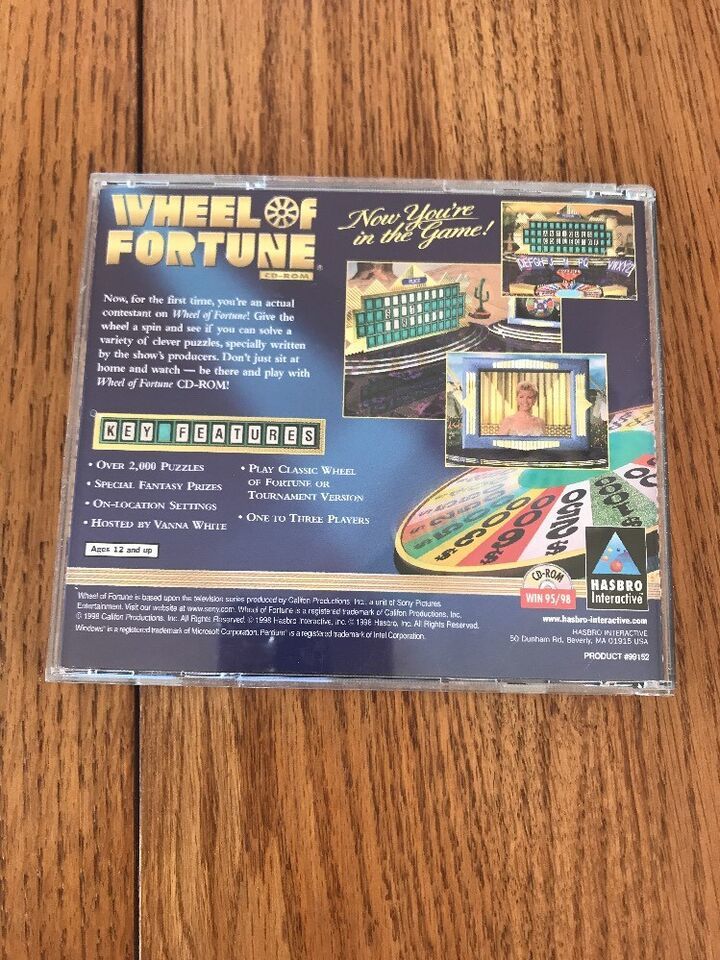 WHEEL OF
FORTUNE
CD-ROM
Now You're
in the Game!
Now, for the first time, you're an actual
contestant on Wheel of Fortune! Give the
wheel a spin and see if you can solve a
variety of clever puzzles, specially written
by the show's producers. Don't just sit at
home and watch — be there and play with
Wheel of Fortune CD-ROM!
KEY FEATURES
• OVER 2,000 PUZZLES
• SPECIAL FANTASY PRIZES
• ON-LOCATION SETTINGS
• HOSTED BY VANNA WHITE
• PLAY CLASSIC WHEEL
OF FORTUNE OR
TOURNAMENT VERSION
• ONE TO THREE PLAYERS
Ages 12 and up
CD-ROM
WIN 95/98
HASBRO
Interactive
Wheel of Fortune is based upon the television series produced by Califon Productions, Inc., a unit of Sony Pictures
Entertainment. Visit our website at www.sony.com. Wheel of Fortune is a registered trademark of Califon Productions, Inc.
© 1998 Califon Productions, Inc. All Rights Reserved. © 1998 Hasbro Interactive, Inc. © 1998 Hasbro, Inc. All Rights Reserved.
Windows® is a registered trademark of Microsoft Corporation. Pentium® is a registered trademark of Intel Corporation.
www.hasbro-interactive.com
HASBRO INTERACTIVE
50 Dunham Rd, Beverly, MA 01915 USA
PRODUCT #99152